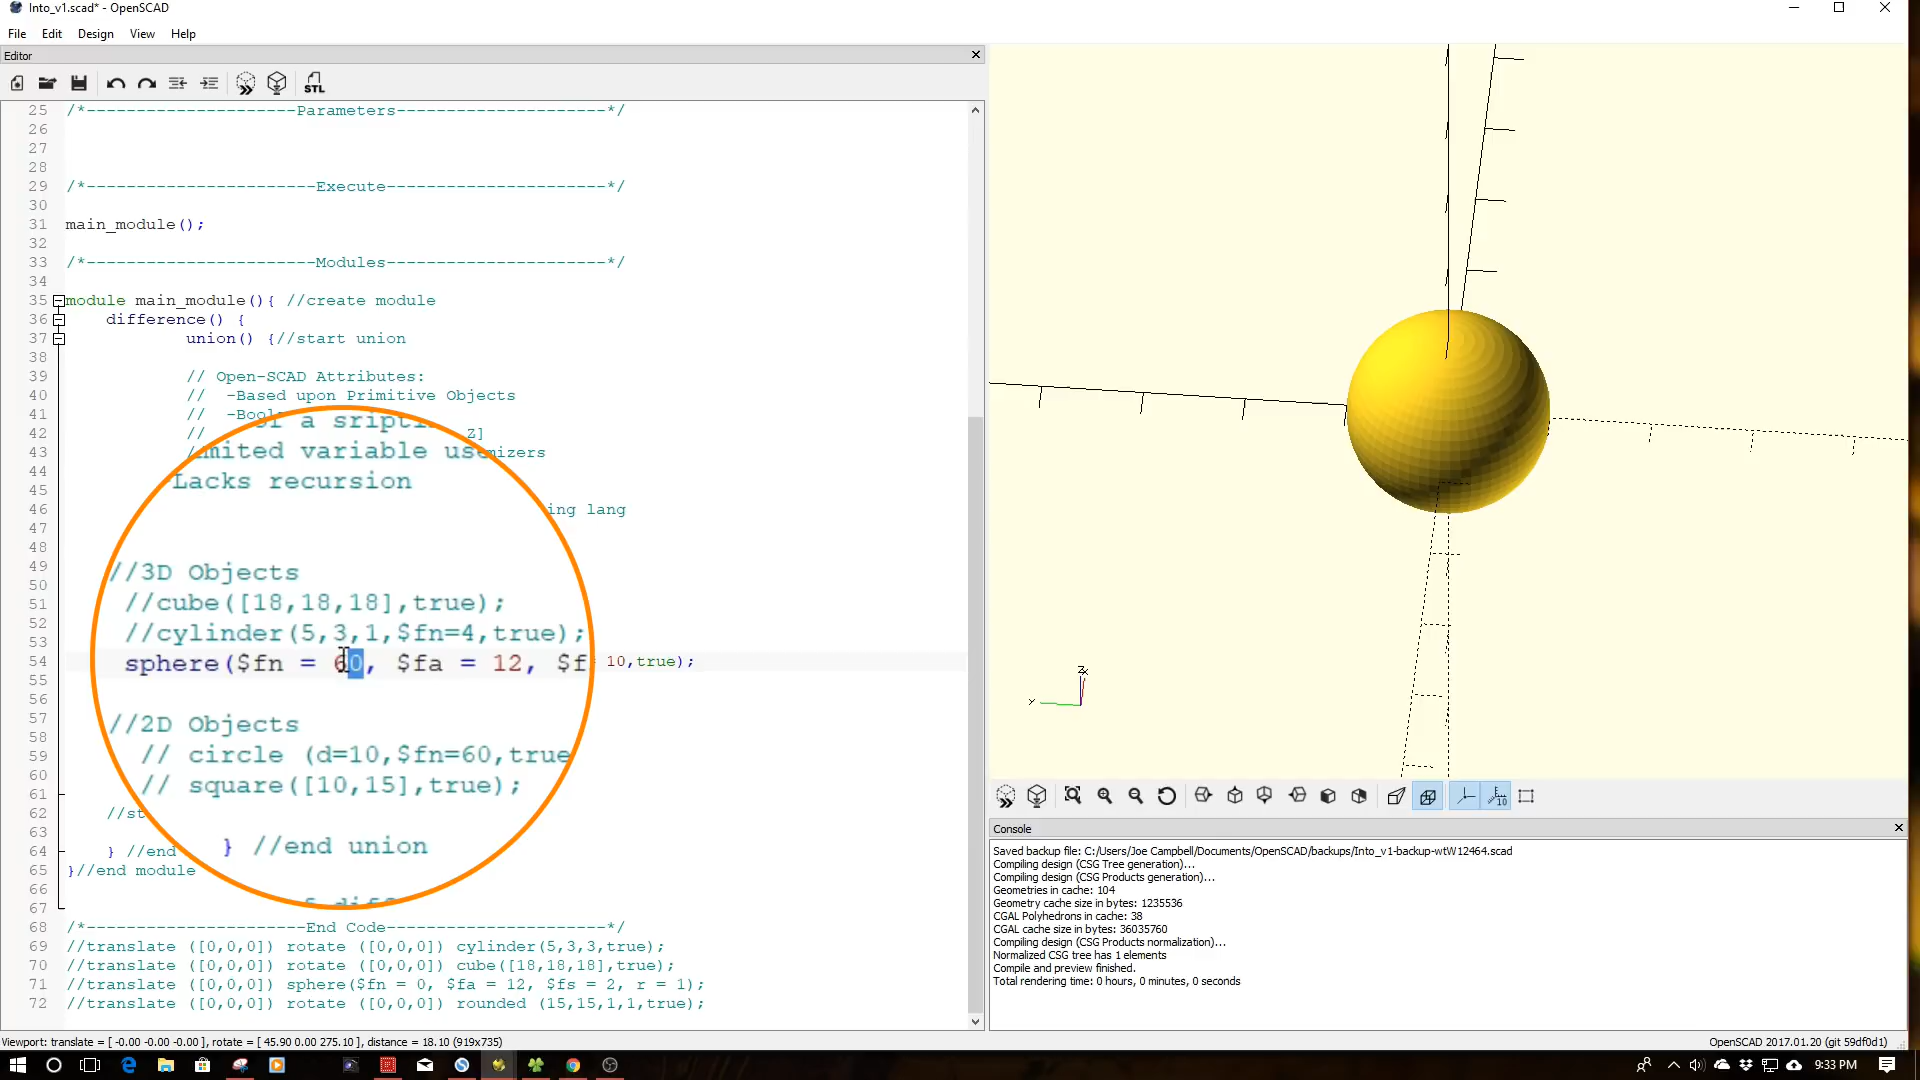 Into_v1.scad* - OpenSCAD
File Edit Design View Help
Editor
STL
25 /*---------------------Parameters---------------------*/
26
27
28
29 /*-----------------------Execute----------------------*/
30
31 main_module();
32
33 /*-----------------------Modules----------------------*/
34
35 module main_module(){ //create module
36 difference() {
37 union() {//start union
38
39 // Open-SCAD Attributes:
40 // -Based upon Primitive Objects
41 // -Bool
42 // Z]
43 mizers
44
45
46 ing lang
47
48
49
50
51
52
53
54 10,true);
55
56
57
58
59
60
61
62 //st
63
64 } //end
65 }//end module
66
67
68 /*----------------------End Code----------------------*/
69 //translate ([0,0,0]) rotate ([0,0,0]) cylinder(5,3,3,true);
70 //translate ([0,0,0]) rotate ([0,0,0]) cube([18,18,18],true);
71 //translate ([0,0,0]) sphere($fn = 0, $fa = 12, $fs = 2, r = 1);
72 //translate ([0,0,0]) rotate ([0,0,0]) rounded (15,15,1,1,true);
a sripti
mited variable use
Lacks recursion
//3D Objects
//cube([18,18,18],true);
//cylinder(5,3,1,$fn=4,true);
sphere($fn = 60, $fa = 12, $f
//2D Objects
// circle (d=10,$fn=60,true
// square([10,15],true);
} //end union
Z
X
Y
10
Console
Saved backup file: C:/Users/Joe Campbell/Documents/OpenSCAD/backups/Into_v1-backup-wtW12464.scad
Compiling design (CSG Tree generation)...
Compiling design (CSG Products generation)...
Geometries in cache: 104
Geometry cache size in bytes: 1235536
CGAL Polyhedrons in cache: 38
CGAL cache size in bytes: 36035760
Compiling design (CSG Products normalization)...
Normalized CSG tree has 1 elements
Compile and preview finished.
Total rendering time: 0 hours, 0 minutes, 0 seconds
Viewport: translate = [ -0.00 -0.00 -0.00 ], rotate = [ 45.90 0.00 275.10 ], distance = 18.10 (919x735)
OpenSCAD 2017.01.20 (git 59df0d1)
9:33 PM